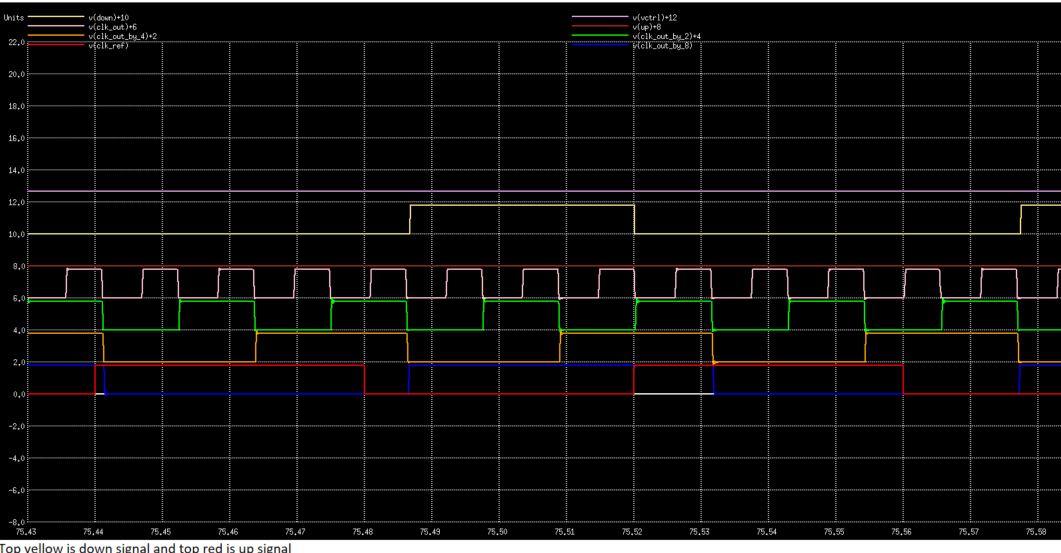 Units
v(down)+10
v(vctrl)+12
v(clk_out)+6
v(up)+8
v(clk_out_by_4)+2
v(clk_out_by_2)+4
v(clk_ref)
v(clk_out_by_8)
22.0
20.0
18.0
16.0
14.0
12.0
10.0
8.0
6.0
4.0
2.0
0.0
-2.0
-4.0
-6.0
-8.0
75.43 75.44 75.45 75.46 75.47 75.48 75.49 75.50 75.51 75.52 75.53 75.54 75.55 75.56 75.57 75.58
Top yellow is down signal and top red is up signal